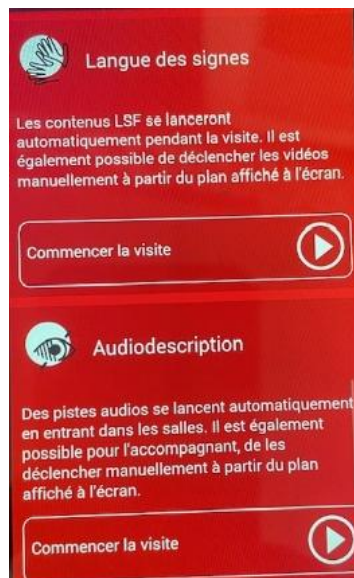 Langue des signes
Les contenus LSF se lanceront
automatiquement pendant la visite. Il est
également possible de déclencher les vidéos
manuellement à partir du plan affiché à l'écran.
Commencer la visite
Audiodescription
Des pistes audios se lancent automatiquement
en entrant dans les salles. Il est également
possible pour l'accompagnant, de les
déclencher manuellement à partir du plan
affiché à l'écran.
Commencer la visite